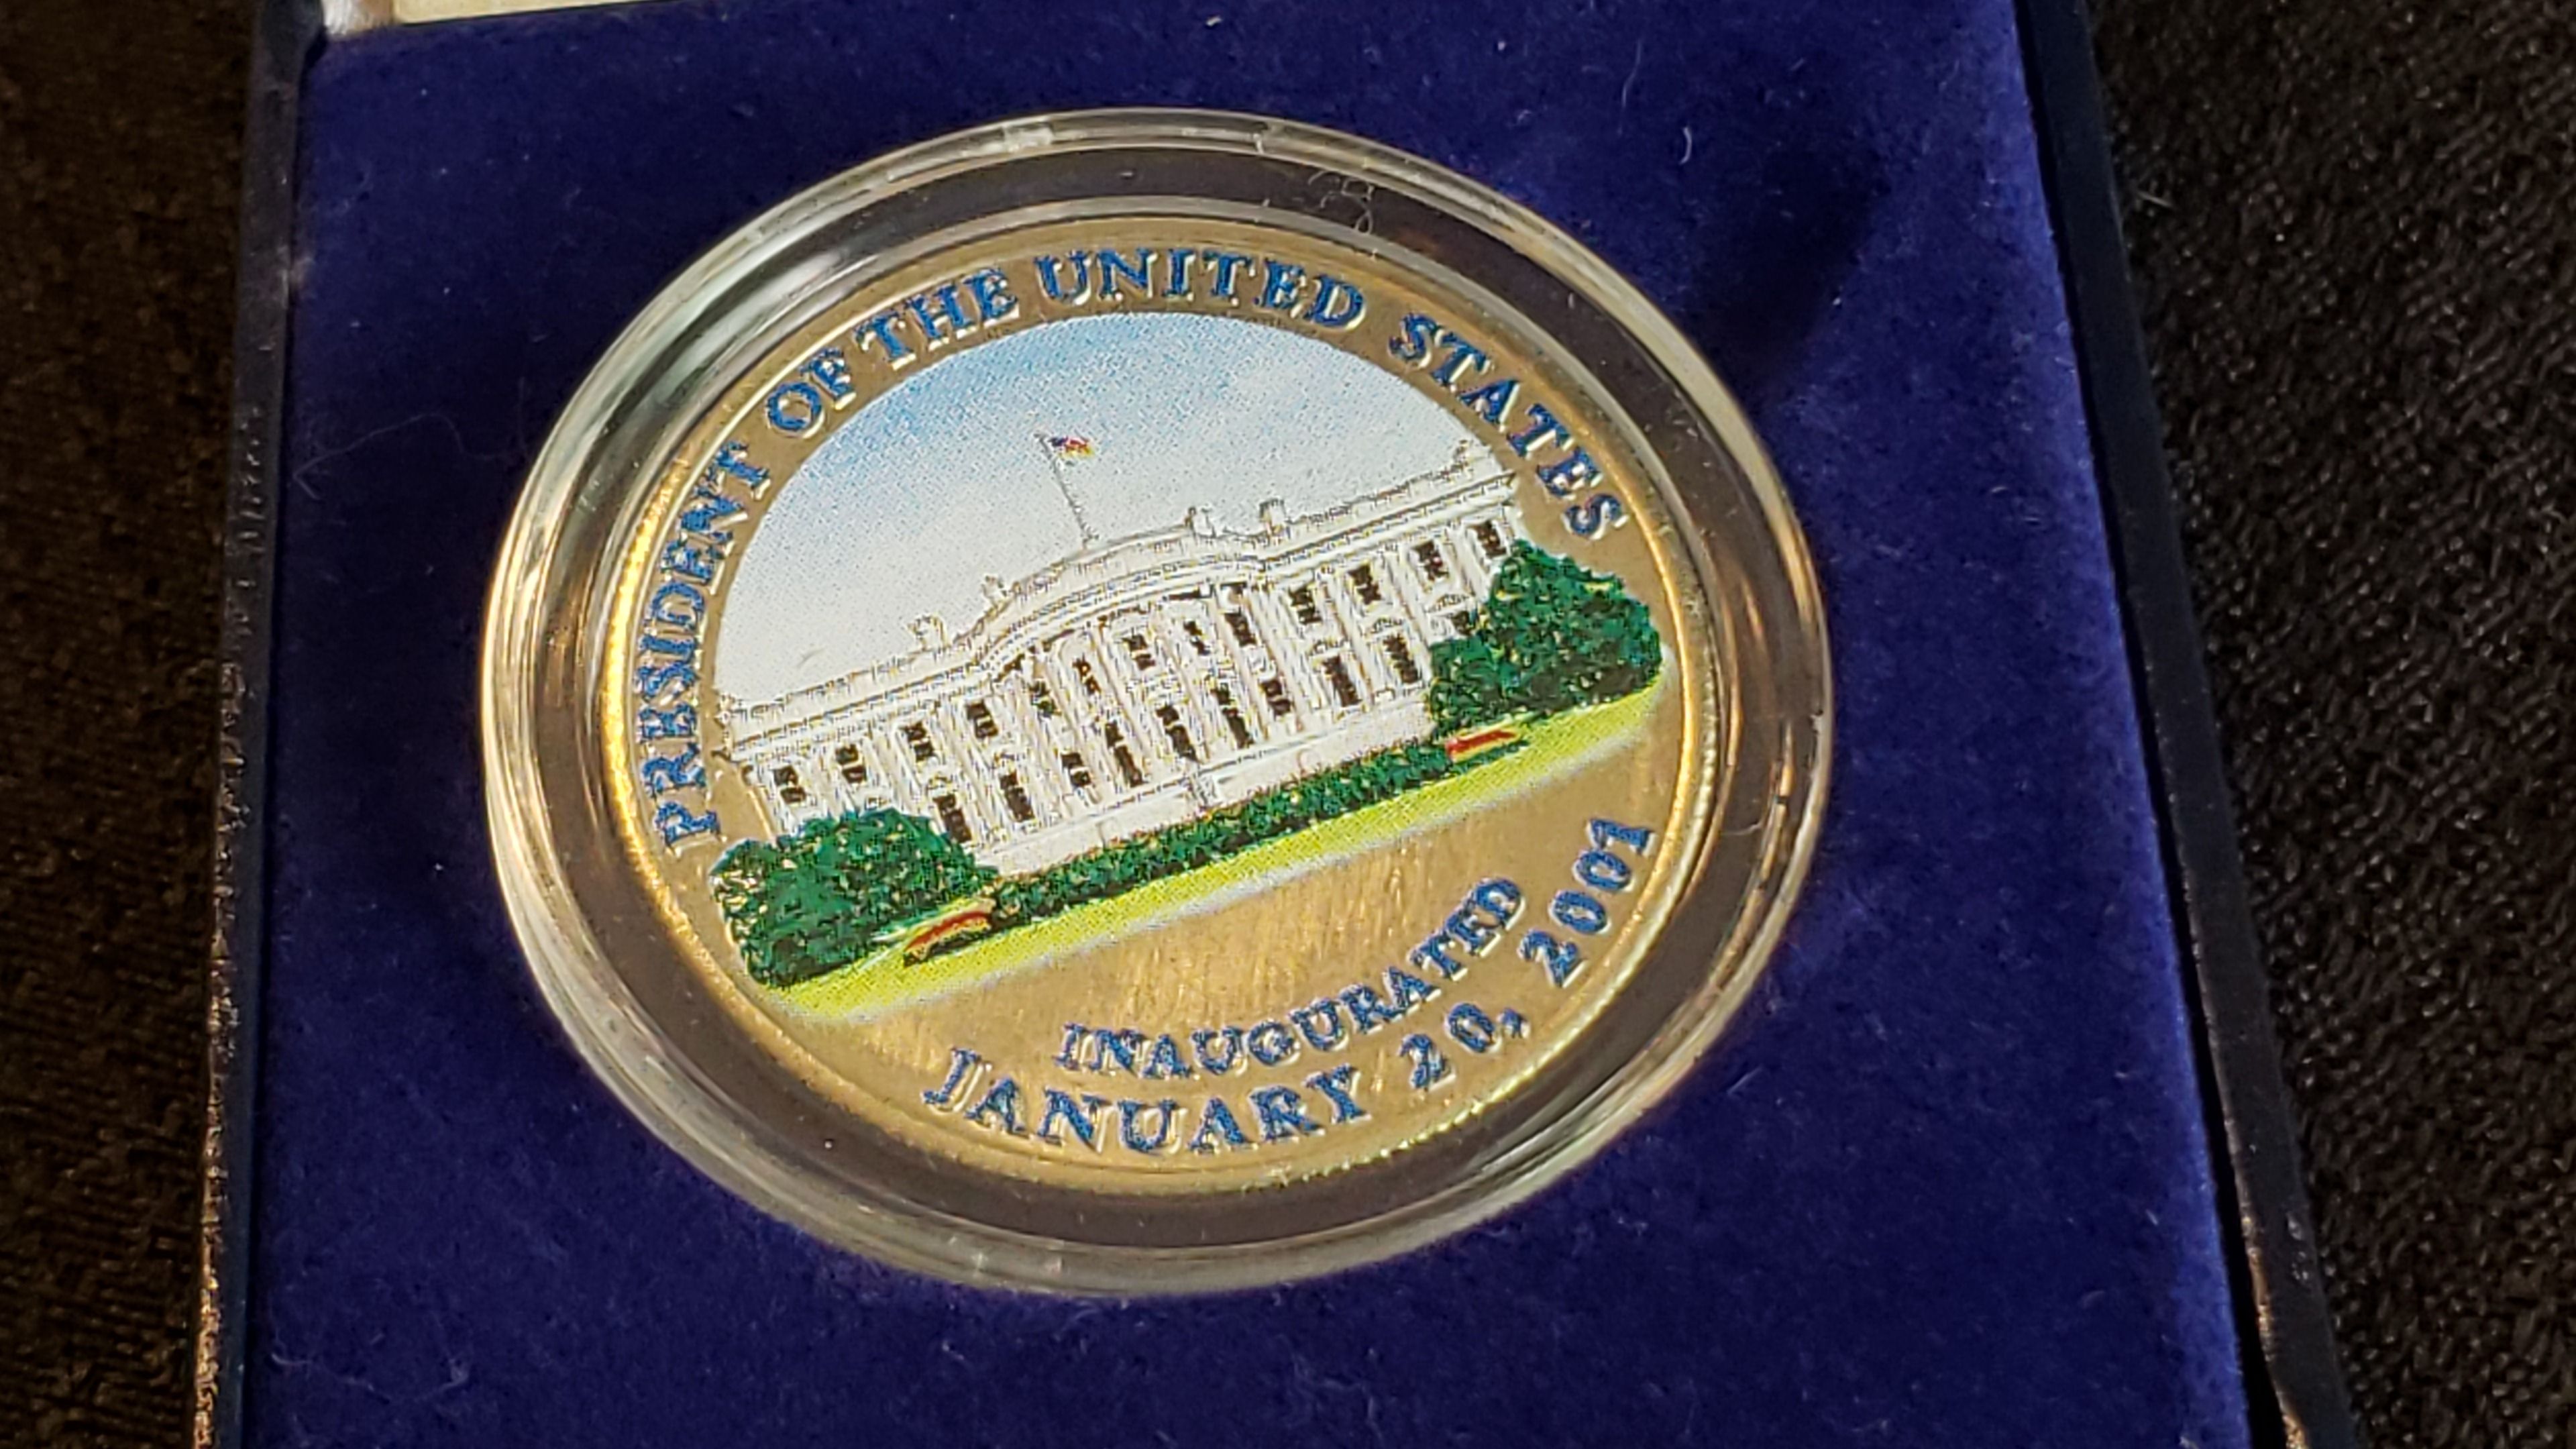 PRESIDENT OF THE UNITED STATES
INAUGURATED
JANUARY 20, 2001